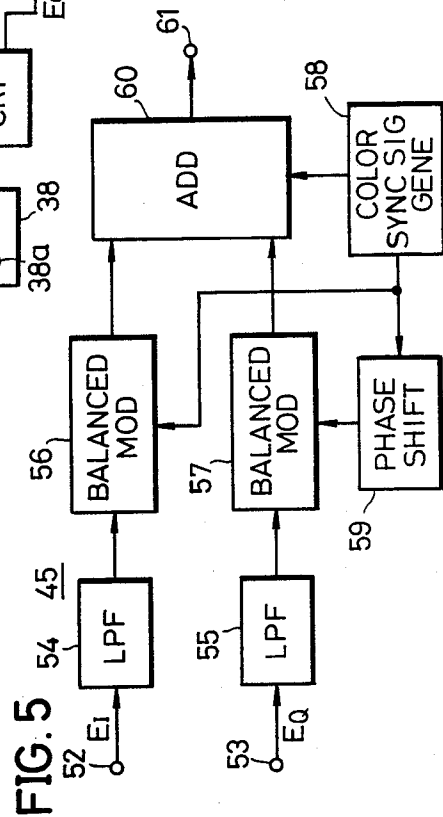 FIG. 5
45
52
EI
54
LPF
56
BALANCED
MOD
60
ADD
61
53
EQ
55
LPF
57
BALANCED
MOD
59
PHASE
SHIFT
58
COLOR
SYNC SIG
GENE
38
38a